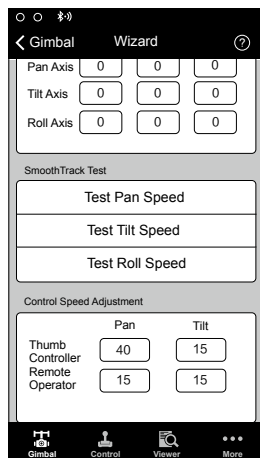 Gimbal Wizard ?
Pan Axis 0 0 0
Tilt Axis 0 0 0
Roll Axis 0 0 0
SmoothTrack Test
Test Pan Speed
Test Tilt Speed
Test Roll Speed
Control Speed Adjustment
Pan Tilt
Thumb
Controller 40 15
Remote
Operator 15 15
Gimbal Control Viewer More